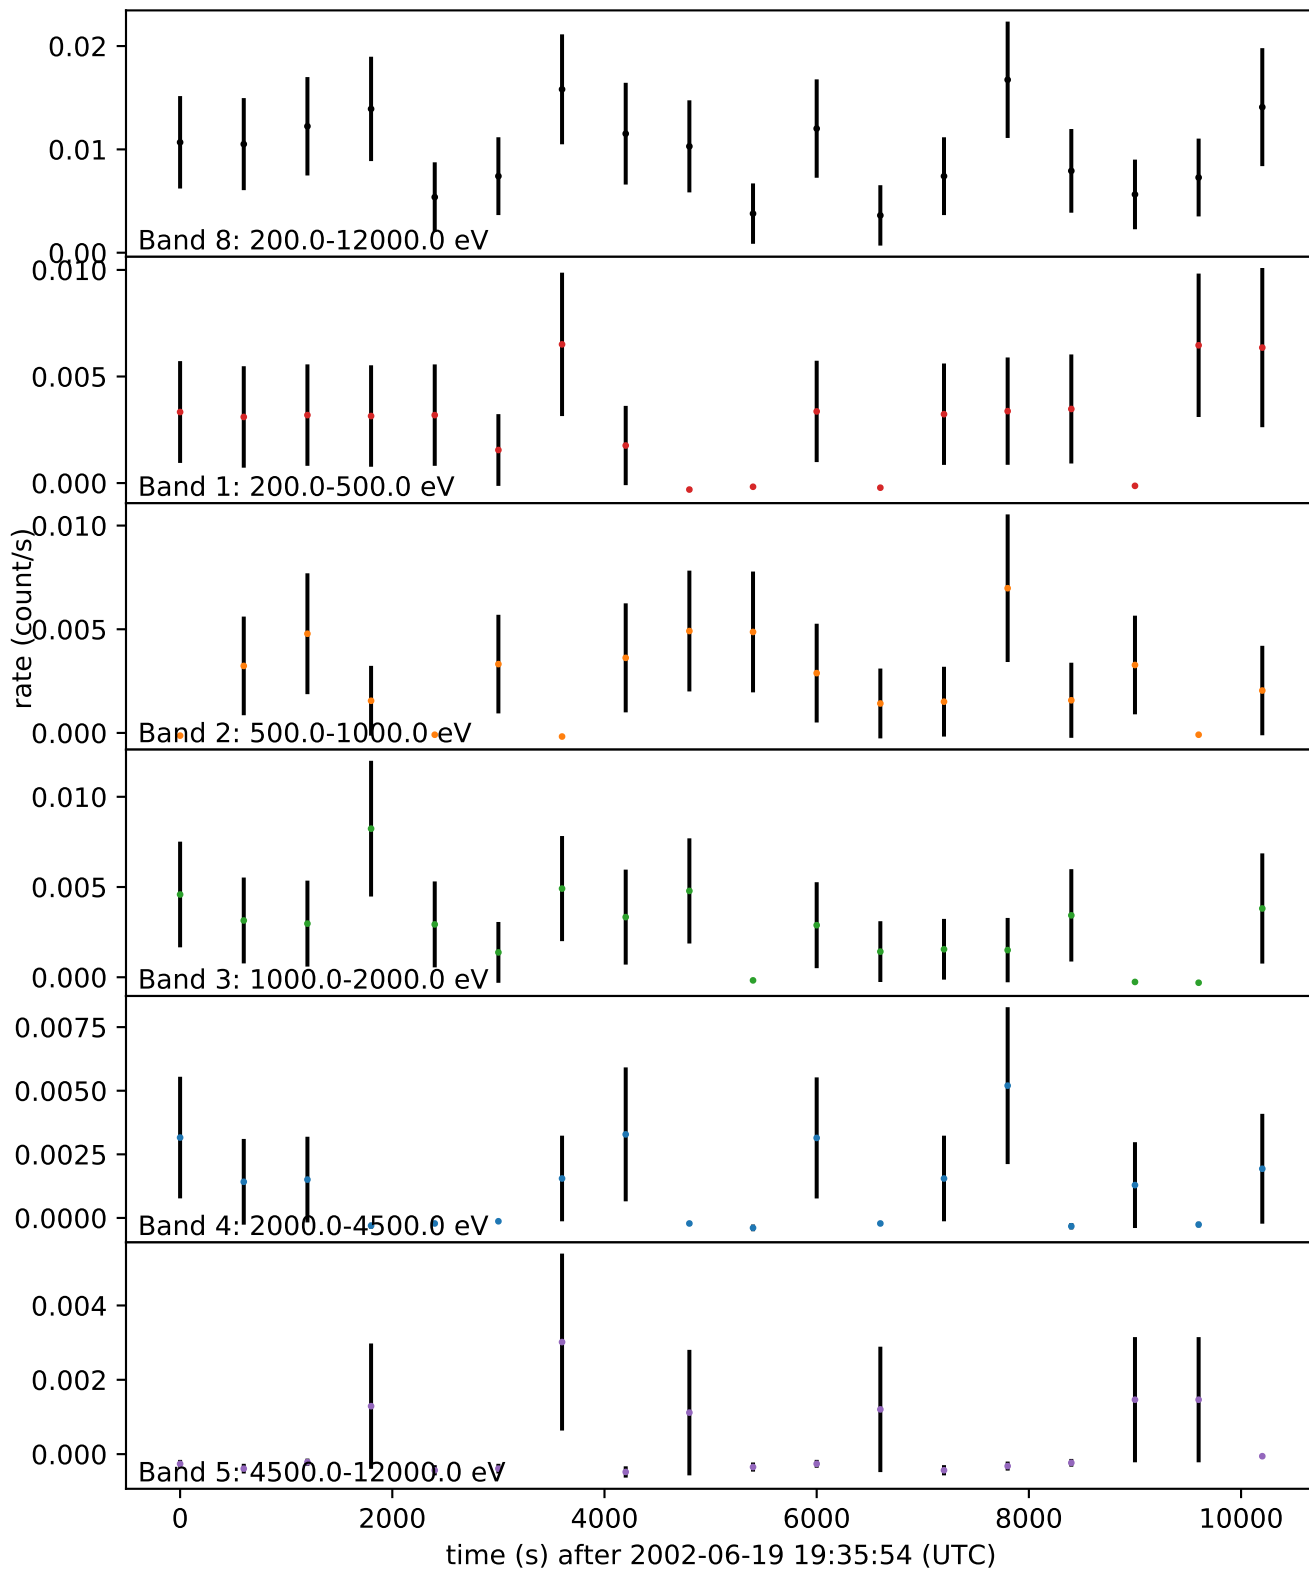 0.02
0.01
0.00
Band 8: 200.0-12000.0 eV
0.010
0.005
0.000
Band 1: 200.0-500.0 eV
rate (count/s)
0.010
0.005
0.000
Band 2: 500.0-1000.0 eV
0.010
0.005
0.000
Band 3: 1000.0-2000.0 eV
0.0075
0.0050
0.0025
0.0000
Band 4: 2000.0-4500.0 eV
0.004
0.002
0.000
Band 5: 4500.0-12000.0 eV
0 2000 4000 6000 8000 10000
time (s) after 2002-06-19 19:35:54 (UTC)